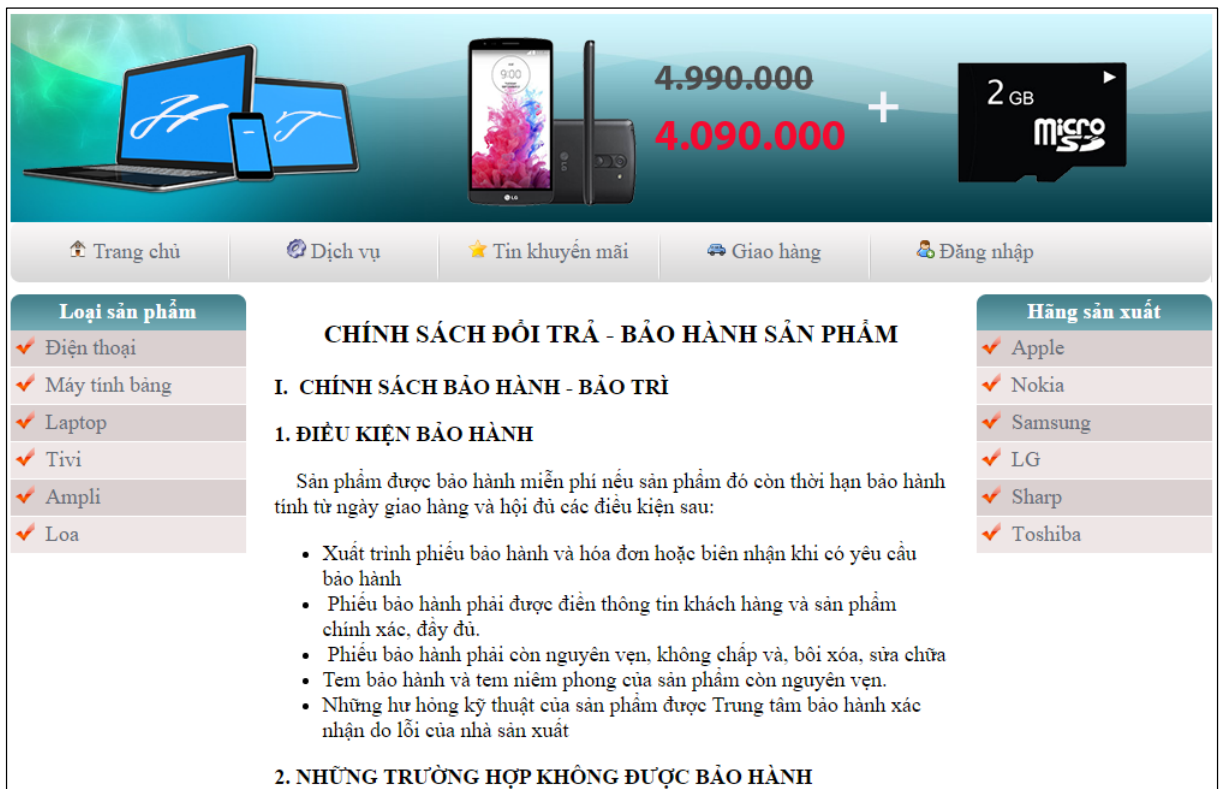 4.990.000
4.090.000
+
2 GB
Micro
SD
9:00
LG
LG
Trang chủ
Dịch vụ
Tin khuyến mãi
Giao hàng
Đăng nhập
Loại sản phẩm
Điện thoại
Máy tính bảng
Laptop
Tivi
Ampli
Loa
CHÍNH SÁCH ĐỔI TRẢ - BẢO HÀNH SẢN PHẨM
I. CHÍNH SÁCH BẢO HÀNH - BẢO TRÌ
1. ĐIỀU KIỆN BẢO HÀNH
Sản phẩm được bảo hành miễn phí nếu sản phẩm đó còn thời hạn bảo hành
tính từ ngày giao hàng và hội đủ các điều kiện sau:
• Xuất trình phiếu bảo hành và hóa đơn hoặc biên nhận khi có yêu cầu
bảo hành
• Phiếu bảo hành phải được điền thông tin khách hàng và sản phẩm
chính xác, đầy đủ.
• Phiếu bảo hành phải còn nguyên vẹn, không chấp và, bôi xóa, sửa chữa
• Tem bảo hành và tem niêm phong của sản phẩm còn nguyên vẹn.
• Những hư hỏng kỹ thuật của sản phẩm được Trung tâm bảo hành xác
nhận do lỗi của nhà sản xuất
2. NHỮNG TRƯỜNG HỢP KHÔNG ĐƯỢC BẢO HÀNH
Hãng sản xuất
Apple
Nokia
Samsung
LG
Sharp
Toshiba